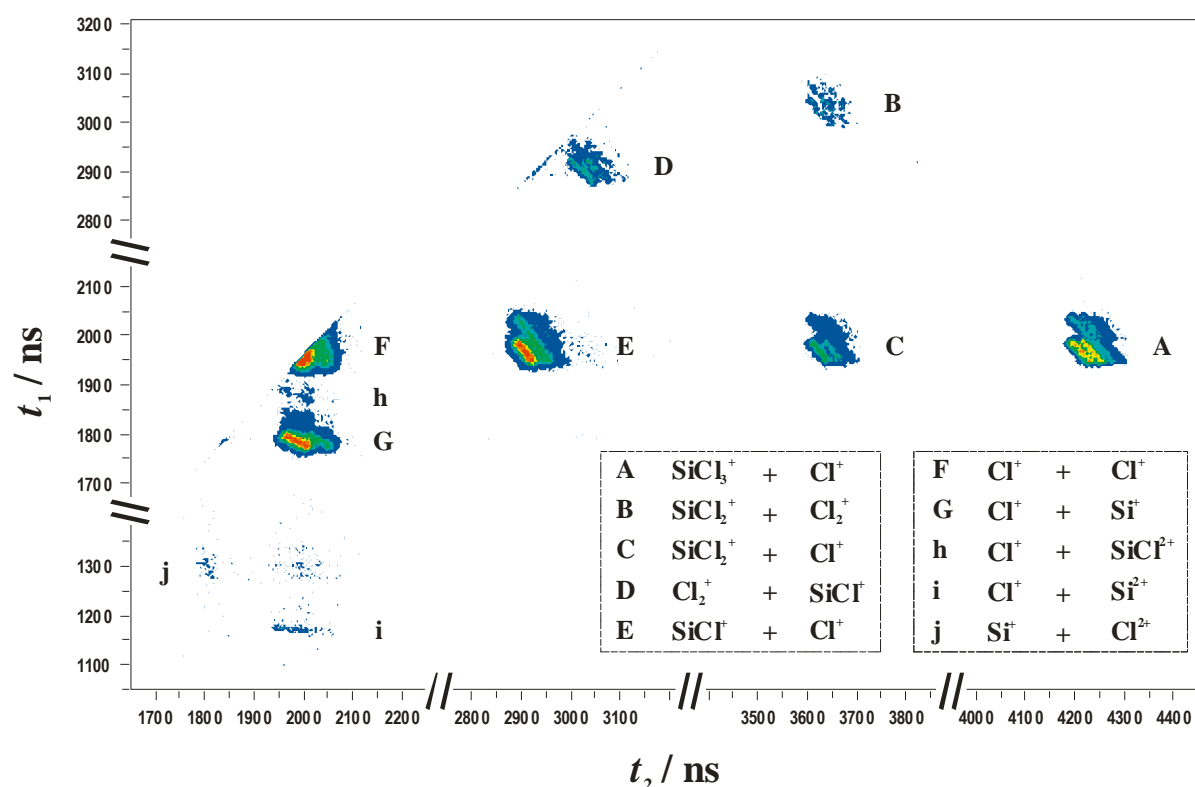 3200
3100
B
3000
D
2900
2800
2100
2000
F
E
C
A
1900
h
1800
G
1700
t₁ / ns
A SiCl₃⁺ + Cl⁺
B SiCl₂⁺ + Cl₂⁺
C SiCl₂⁺ + Cl⁺
D Cl₂⁺ + SiCl⁺
E SiCl⁺ + Cl⁺
F Cl⁺ + Cl⁺
G Cl⁺ + Si⁺
h Cl⁺ + SiCl²⁺
i Cl⁺ + Si²⁺
j Si⁺ + Cl²⁺
1300
j
1200
i
1100
1700 1800 1900 2000 2100 2200 2800 2900 3000 3100 3500 3600 3700 3800 4000 4100 4200 4300 4400
t₂ / ns